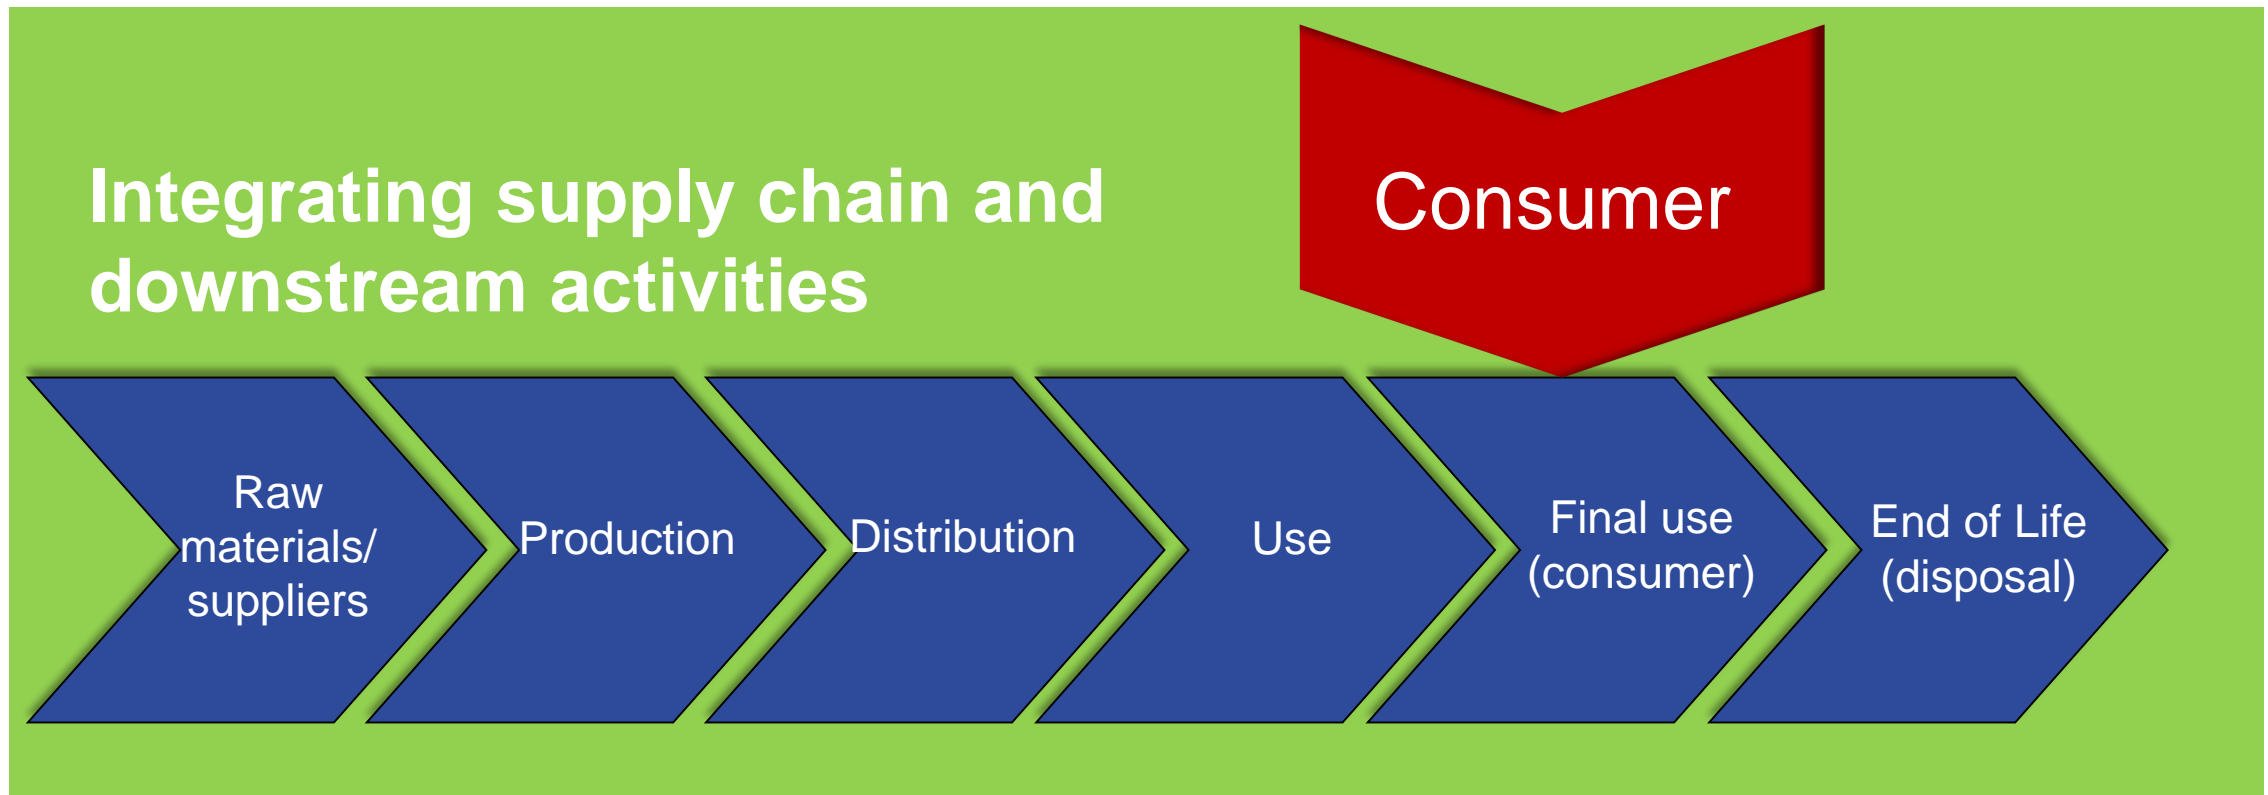 Integrating supply chain and
downstream activities
Consumer
Raw
materials/
suppliers
Production
Distribution
Use
Final use
(consumer)
End of Life
(disposal)